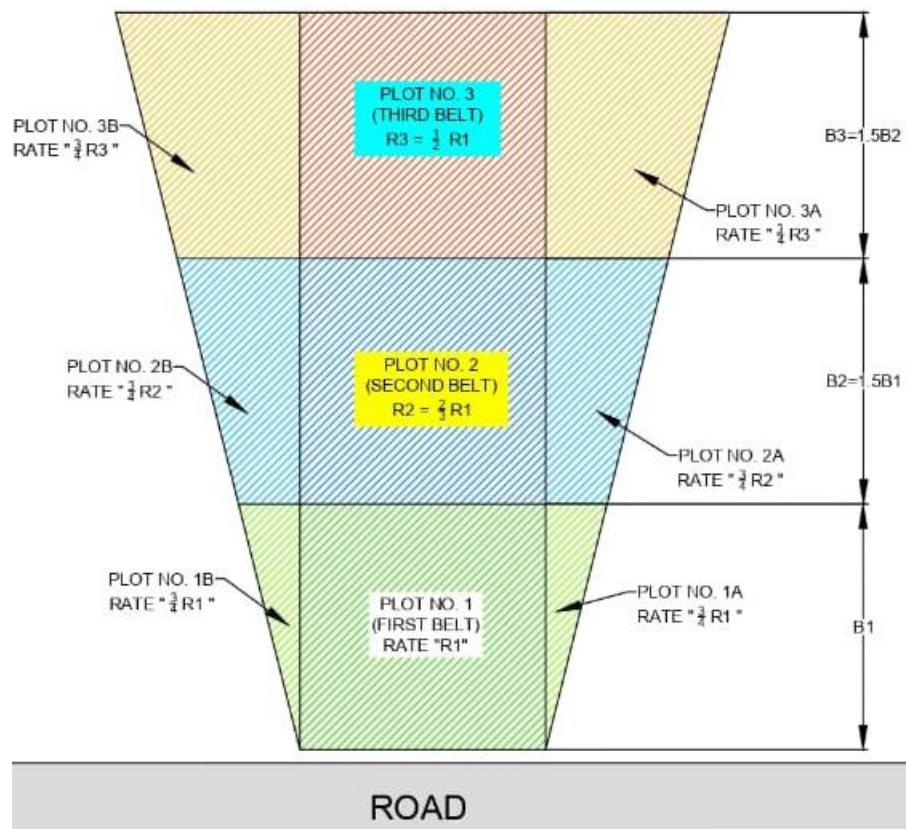 PLOT NO. 3
(THIRD BELT)
R3 = 1/2 R1
PLOT NO. 3B
RATE " 3/4 R3 "
B3=1.5B2
PLOT NO. 3A
RATE " 3/4 R3 "
PLOT NO. 2
(SECOND BELT)
R2 = 2/3 R1
PLOT NO. 2B
RATE " 3/4 R2 "
B2=1.5B1
PLOT NO. 2A
RATE " 3/4 R2 "
PLOT NO. 1B
RATE " 3/4 R1 "
PLOT NO. 1
(FIRST BELT)
RATE "R1"
PLOT NO. 1A
RATE " 3/4 R1 "
B1
ROAD